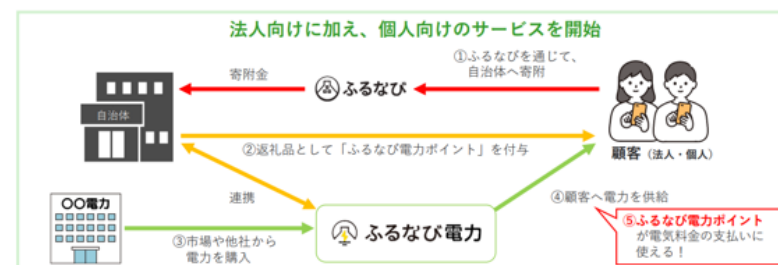 法人向けに加え、個人向けのサービスを開始
①ふるなびを通じて、
自治体へ寄附
寄附金
ふるなび
自治体
②返礼品として「ふるなび電力ポイント」を付与
顧客（法人・個人）
〇〇電力
連携
④顧客へ電力を供給
ふるなび電力
③市場や他社から
電力を購入
⑤ふるなび電力ポイント
が電気料金の支払いに
使える！